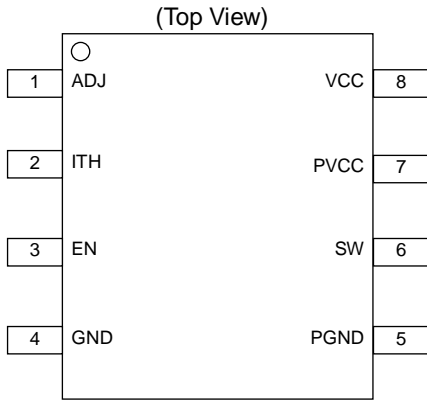 (Top View)
1 ADJ VCC 8
2 ITH PVCC 7
3 EN SW 6
4 GND PGND 5